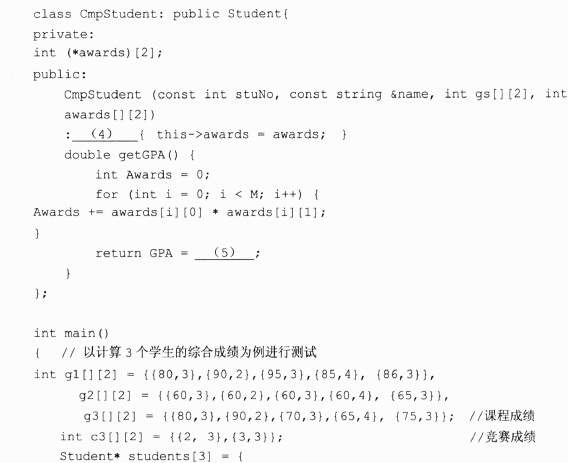 class CmpStudent: public Student{
private:
int (*awards)[2];
public:
CmpStudent (const int stuNo, const string &name, int gs[][2], int
awards[][2])
:   (4)   { this->awards = awards;  }
double getGPA() {
int Awards = 0;
for (int i = 0; i < M; i++) {
Awards += awards[i][0] * awards[i][1];
}
return GPA =   (5)   ;
}
};
int main()
{  // 以计算 3 个学生的综合成绩为例进行测试
int g1[][2] = {{80,3},{90,2},{95,3},{85,4}, {86,3}},
g2[][2] = {{60,3},{60,2},{60,3},{60,4}, {65,3}},
g3[][2] = {{80,3},{90,2},{70,3},{65,4}, {75,3}};  //课程成绩
int c3[][2] = {{2, 3},{3,3}};  //竞赛成绩
Student* students[3] = {